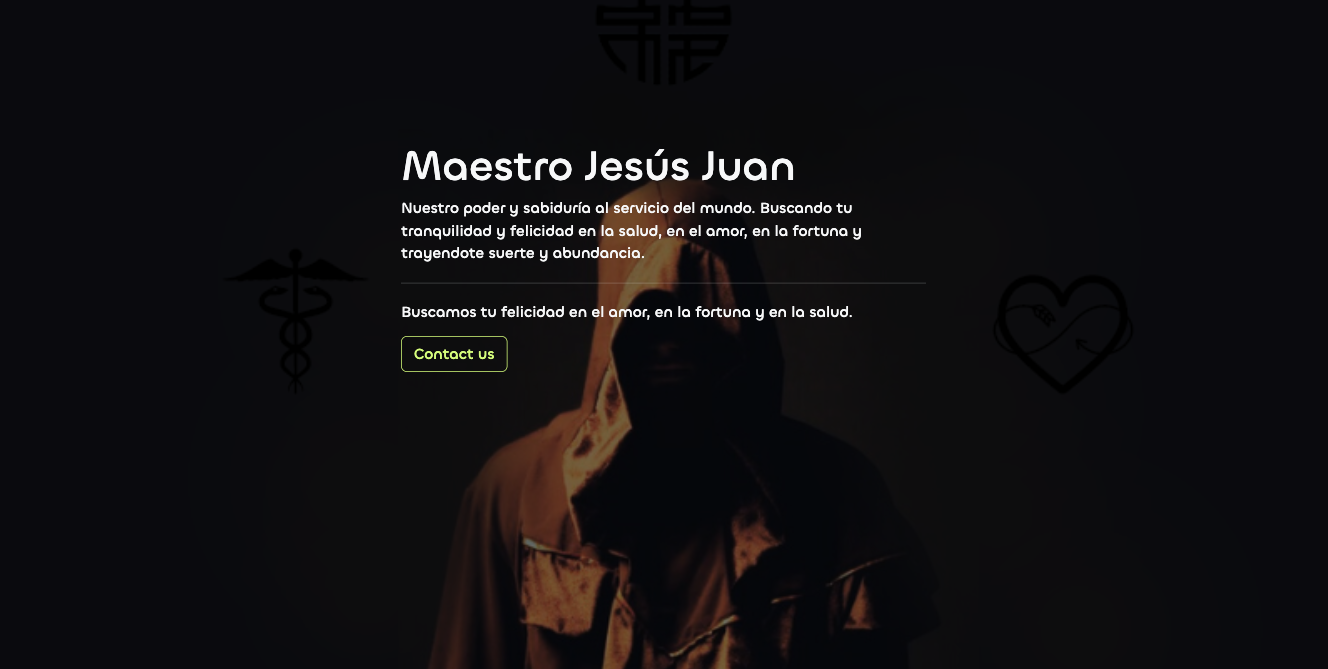 Maestro Jesús Juan
Nuestro poder y sabiduría al servicio del mundo. Buscando tu
tranquilidad y felicidad en la salud, en el amor, en la fortuna y
trayendote suerte y abundancia.
Buscamos tu felicidad en el amor, en la fortuna y en la salud.
Contact us